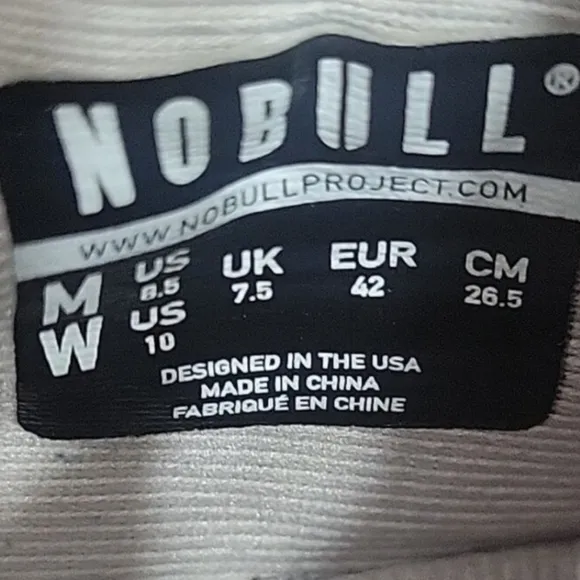 NOBULL®
WWW.NOBULLPROJECT.COM
M US 8.5 UK 7.5 EUR 42 CM 26.5
W US 10
DESIGNED IN THE USA
MADE IN CHINA
FABRIQUÉ EN CHINE